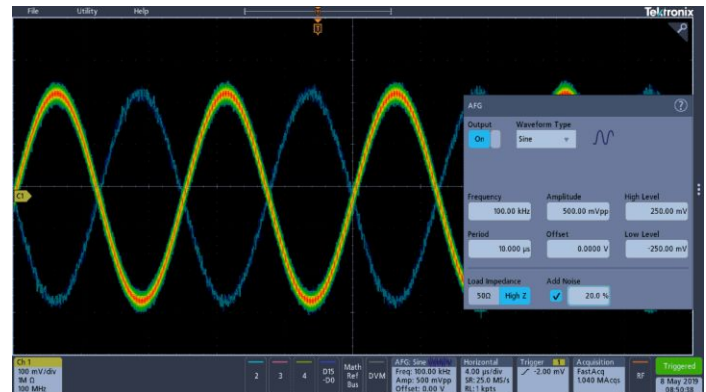 File Utility Help
Tektronix
AFG
Output Waveform Type
On Sine
Frequency Amplitude High Level
100.00 kHz 500.00 mVpp 250.00 mV
Period Offset Low Level
10.000 µs 0.0000 V -250.00 mV
Load Impedance Add Noise
50Ω High Z 20.0 %
C1
Ch 1
100 mV/div
1M Ω
100 MHz
2
3
4
D15
-D0
Math
Ref
Bus
DVM
AFG: Sine
Freq: 100.00 kHz
Amp: 500 mVpp
Offset: 0.00 V
Horizontal
4.00 µs/div
SR: 25.0 MS/s
RL: 1 kpts
Trigger 1
-2.00 mV
Acquisition
FastAcq
1.040 MAcqs
RF
Triggered
8 May 2019
08:50:38